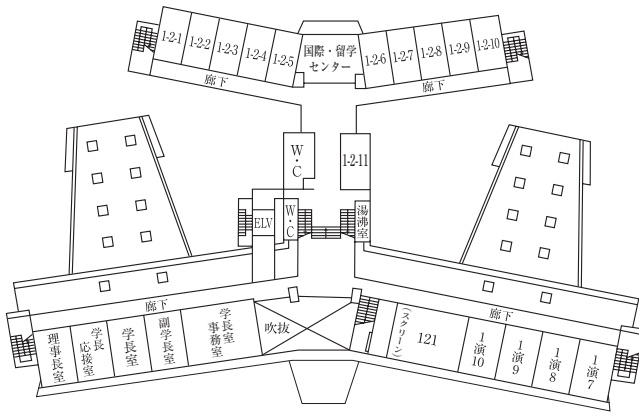 1-2-1
1-2-2
1-2-3
1-2-4
1-2-5
国際・留学
センター
1-2-6
1-2-7
1-2-8
1-2-9
1-2-10
廊下
廊下
W・C
1-2-11
ELV
W・C
湯沸室
廊下
廊下
理事長室
学長
応接室
学長室
副学長室
学長室
事務室
吹抜
(スクリーン)
121
1演10
1演9
1演8
1演7